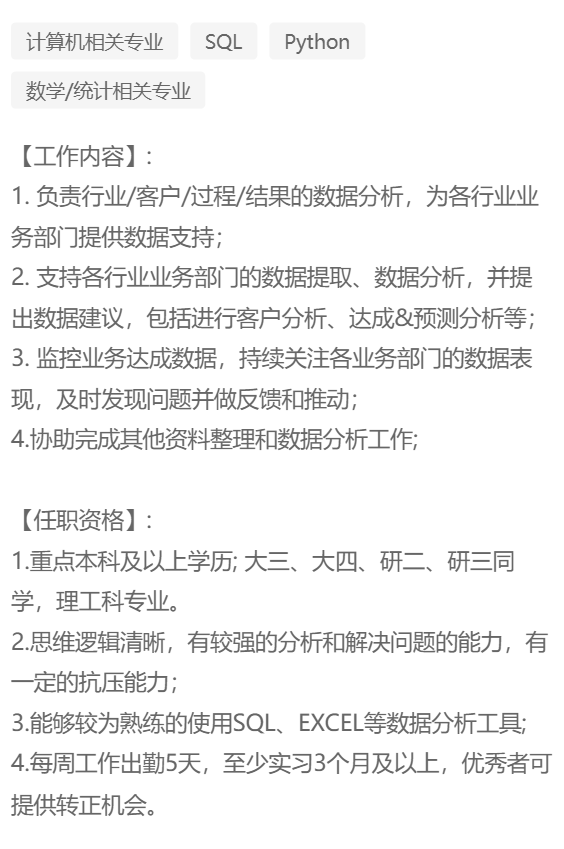 计算机相关专业 SQL Python
数学/统计相关专业
【工作内容】:
1. 负责行业/客户/过程/结果的数据分析，为各行业业
务部门提供数据支持；
2. 支持各行业业务部门的数据提取、数据分析，并提
出数据建议，包括进行客户分析、达成&预测分析等；
3. 监控业务达成数据，持续关注各业务部门的数据表
现，及时发现问题并做反馈和推动；
4.协助完成其他资料整理和数据分析工作;
【任职资格】:
1.重点本科及以上学历; 大三、大四、研二、研三同
学，理工科专业。
2.思维逻辑清晰，有较强的分析和解决问题的能力，有
一定的抗压能力；
3.能够较为熟练的使用SQL、EXCEL等数据分析工具;
4.每周工作出勤5天，至少实习3个月及以上，优秀者可
提供转正机会。